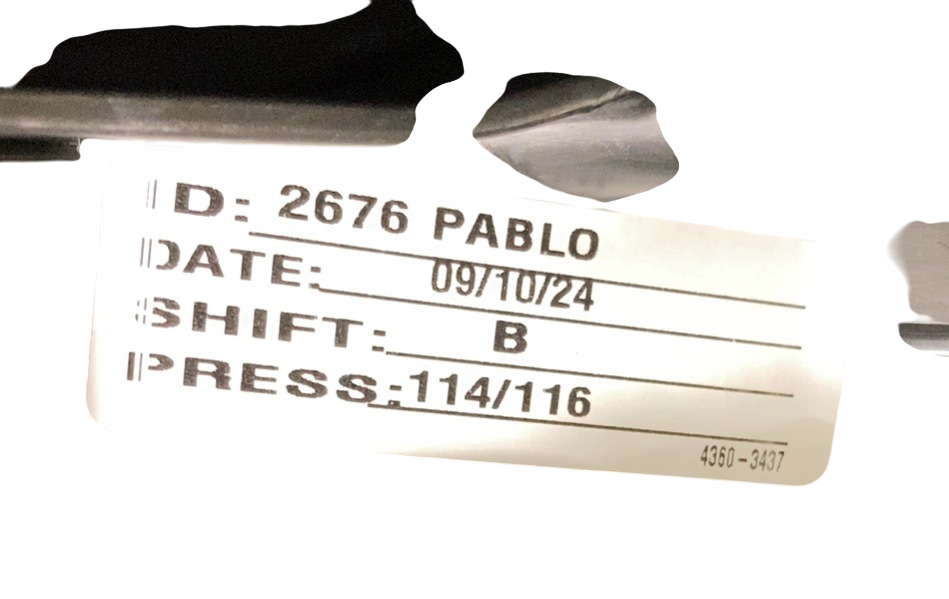 ID: 2676 PABLO
DATE: 09/10/24
SHIFT: B
PRESS: 114/116
4360-3437